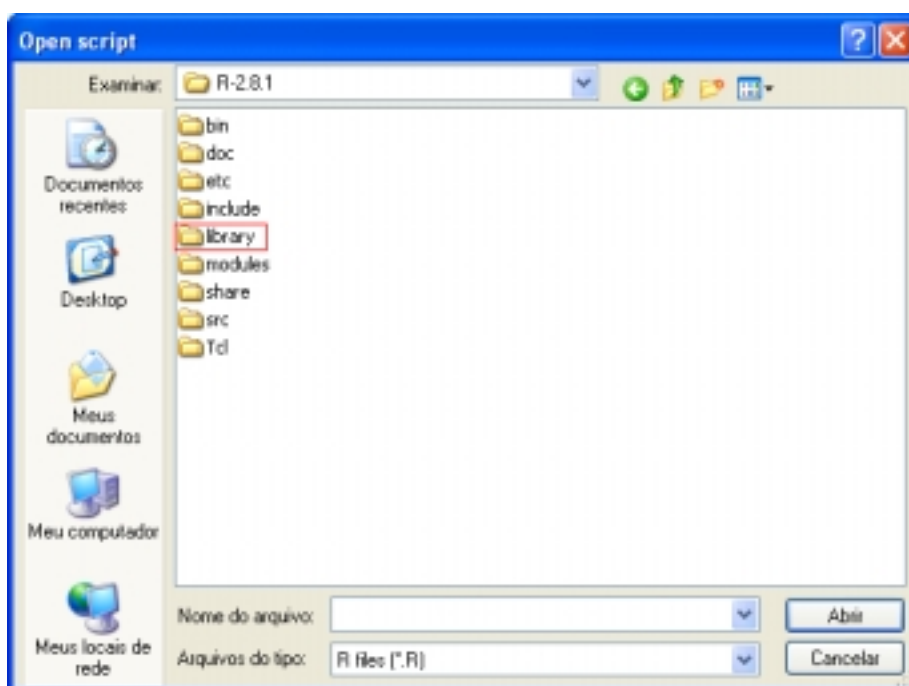 Open script
Examinar:
R-2.8.1
bin
doc
etc
include
library
modules
share
src
Tcl
Documentos
recentes
Desktop
Meus
documentos
Meu computador
Meus locais de
rede
Nome do arquivo:
Abrir
Arquivos do tipo:
R files (*.R)
Cancelar